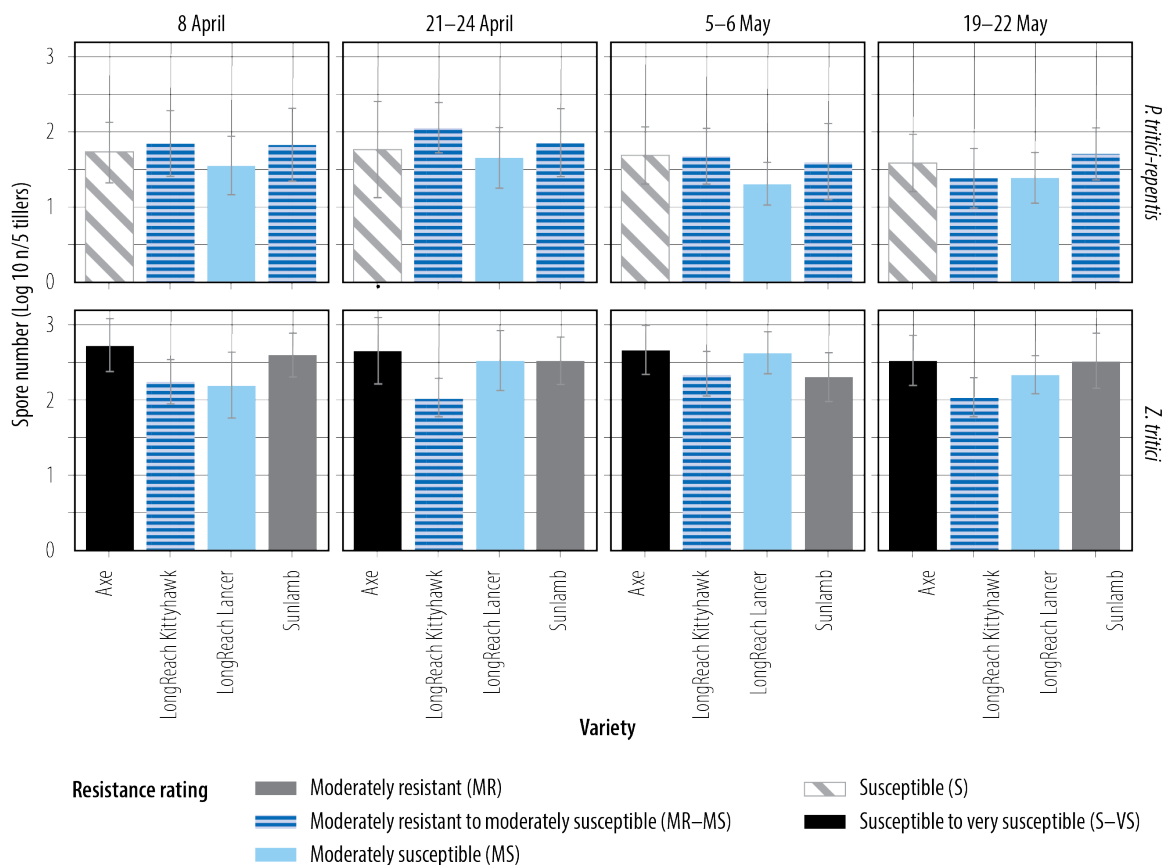 8 April 21–24 April 5–6 May 19–22 May
3
2
1
0
P. tritici-repentis
3
2
1
0
Z. tritici
Spore number (Log 10 n/5 tillers)
Axe LongReach Kittyhawk LongReach Lancer Sunlamb Axe LongReach Kittyhawk LongReach Lancer Sunlamb Axe LongReach Kittyhawk LongReach Lancer Sunlamb Axe LongReach Kittyhawk LongReach Lancer Sunlamb
Variety
Resistance rating
Moderately resistant (MR)
Moderately resistant to moderately susceptible (MR–MS)
Moderately susceptible (MS)
Susceptible (S)
Susceptible to very susceptible (S–VS)